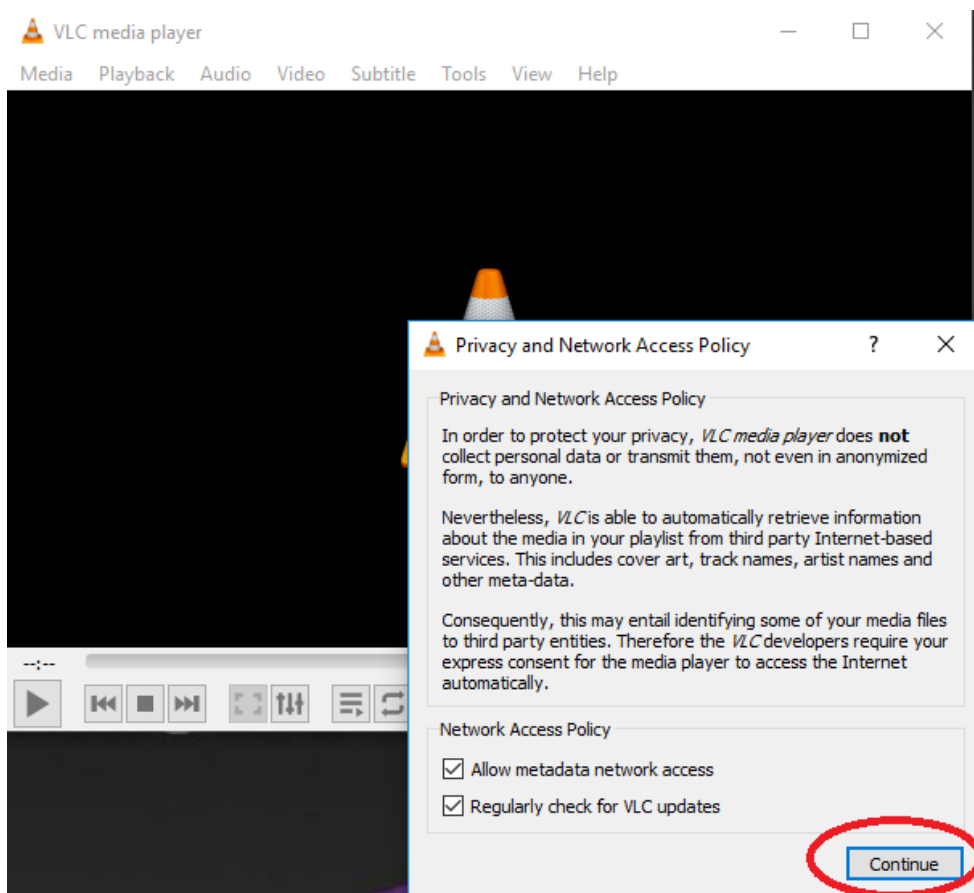 VLC media player
Media Playback Audio Video Subtitle Tools View Help
Privacy and Network Access Policy ?
Privacy and Network Access Policy
In order to protect your privacy, VLC media player does not
collect personal data or transmit them, not even in anonymized
form, to anyone.
Nevertheless, VLC is able to automatically retrieve information
about the media in your playlist from third party Internet-based
services. This includes cover art, track names, artist names and
other meta-data.
Consequently, this may entail identifying some of your media files
to third party entities. Therefore the VLC developers require your
express consent for the media player to access the Internet
automatically.
--:--
Network Access Policy
Allow metadata network access
Regularly check for VLC updates
Continue